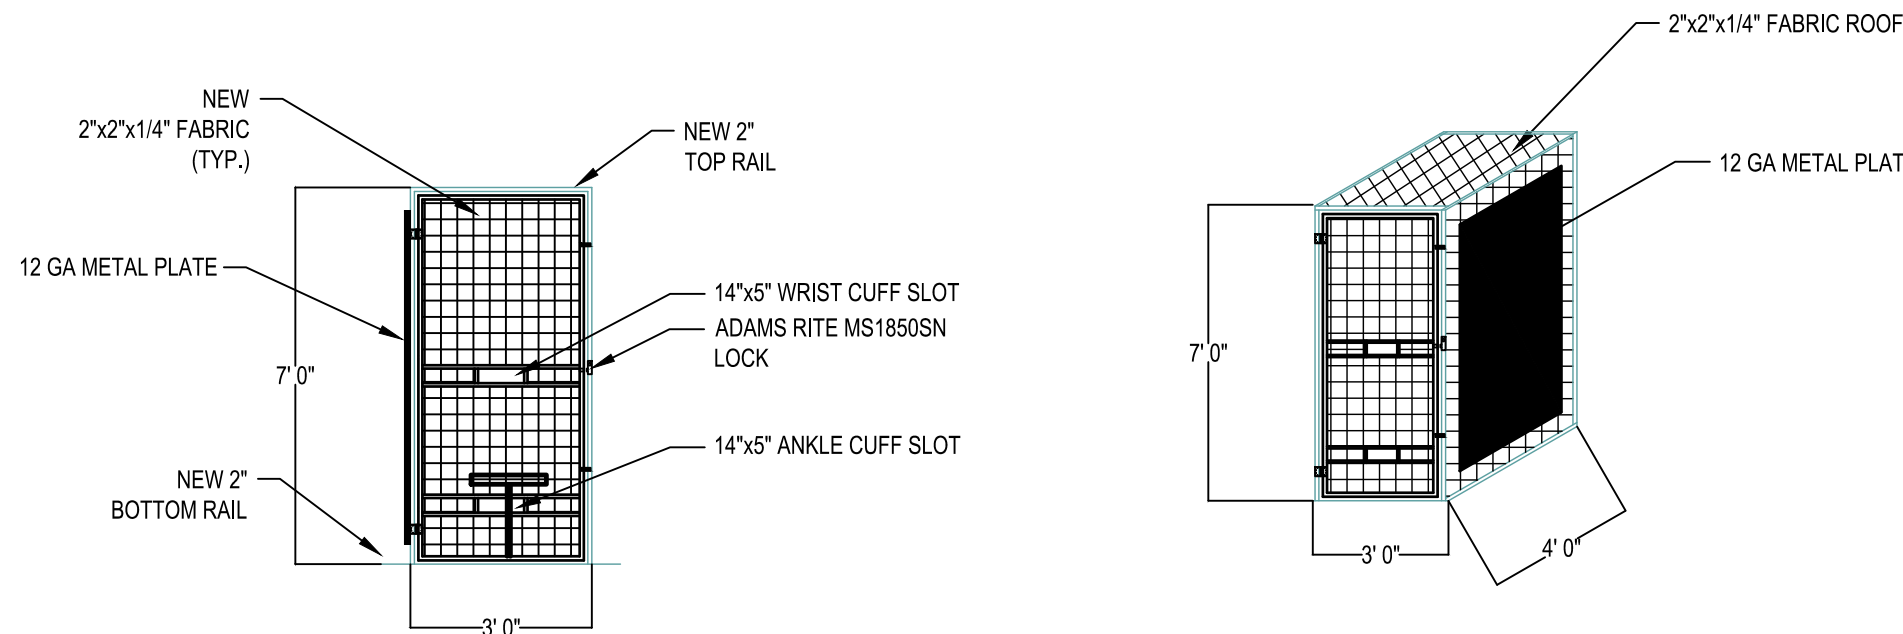 NEW
2"x2"x1/4" FABRIC
(TYP.)
NEW 2"
TOP RAIL
12 GA METAL PLATE
14"x5" WRIST CUFF SLOT
ADAMS RITE MS1850SN
LOCK
7' 0"
14"x5" ANKLE CUFF SLOT
NEW 2"
BOTTOM RAIL
3' 0"
2"x2"x1/4" FABRIC ROOF
12 GA METAL PLAT
7' 0"
3' 0"
4' 0"